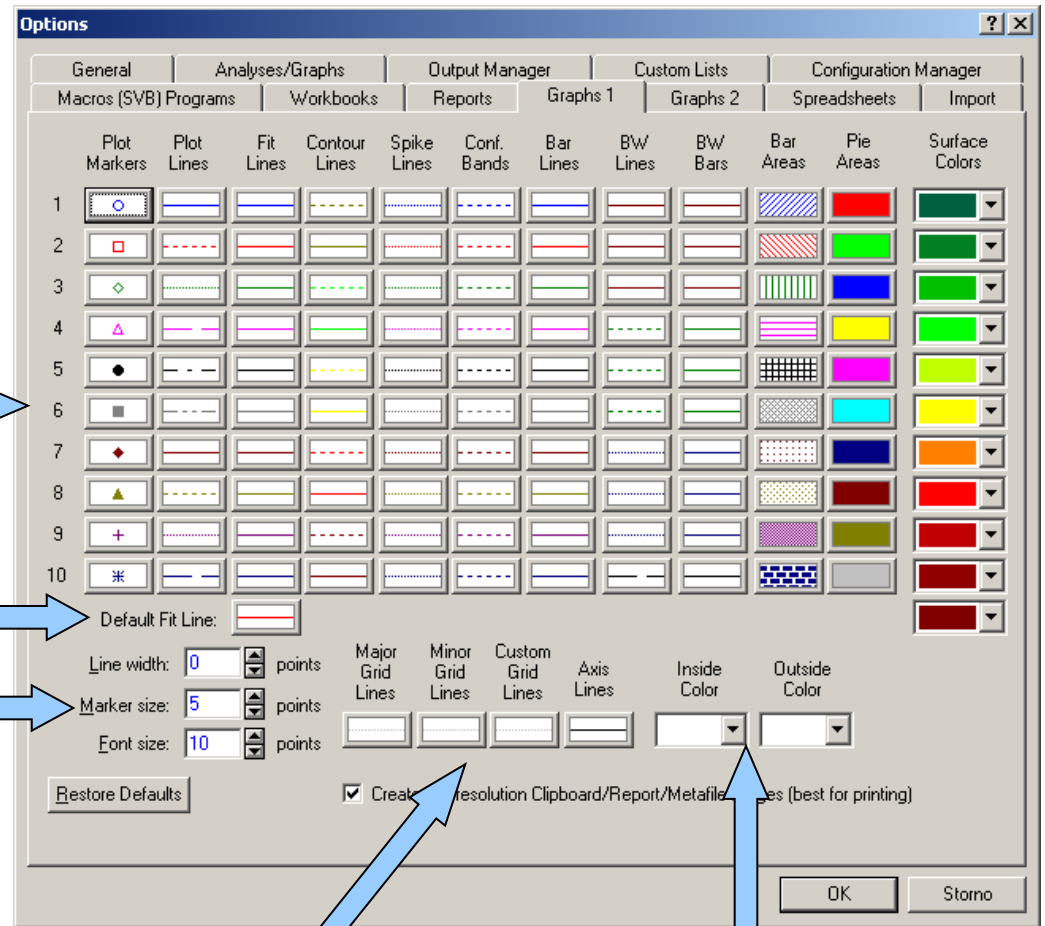 Options
General Analyses/Graphs Output Manager Custom Lists Configuration Manager
Macros (SVB) Programs Workbooks Reports Graphs 1 Graphs 2 Spreadsheets Import
Plot Markers Plot Lines Fit Lines Contour Lines Spike Lines Conf. Bands Bar Lines BW Lines BW Bars Bar Areas Pie Areas Surface Colors
1
2
3
4
5
6
7
8
9
10
Default Fit Line:
Line width: 0 points
Marker size: 5 points
Font size: 10 points
Major Grid Lines Minor Grid Lines Custom Grid Lines Axis Lines Inside Color Outside Color
Restore Defaults
Create resolution Clipboard/Report/Metafile (best for printing)
OK Storno